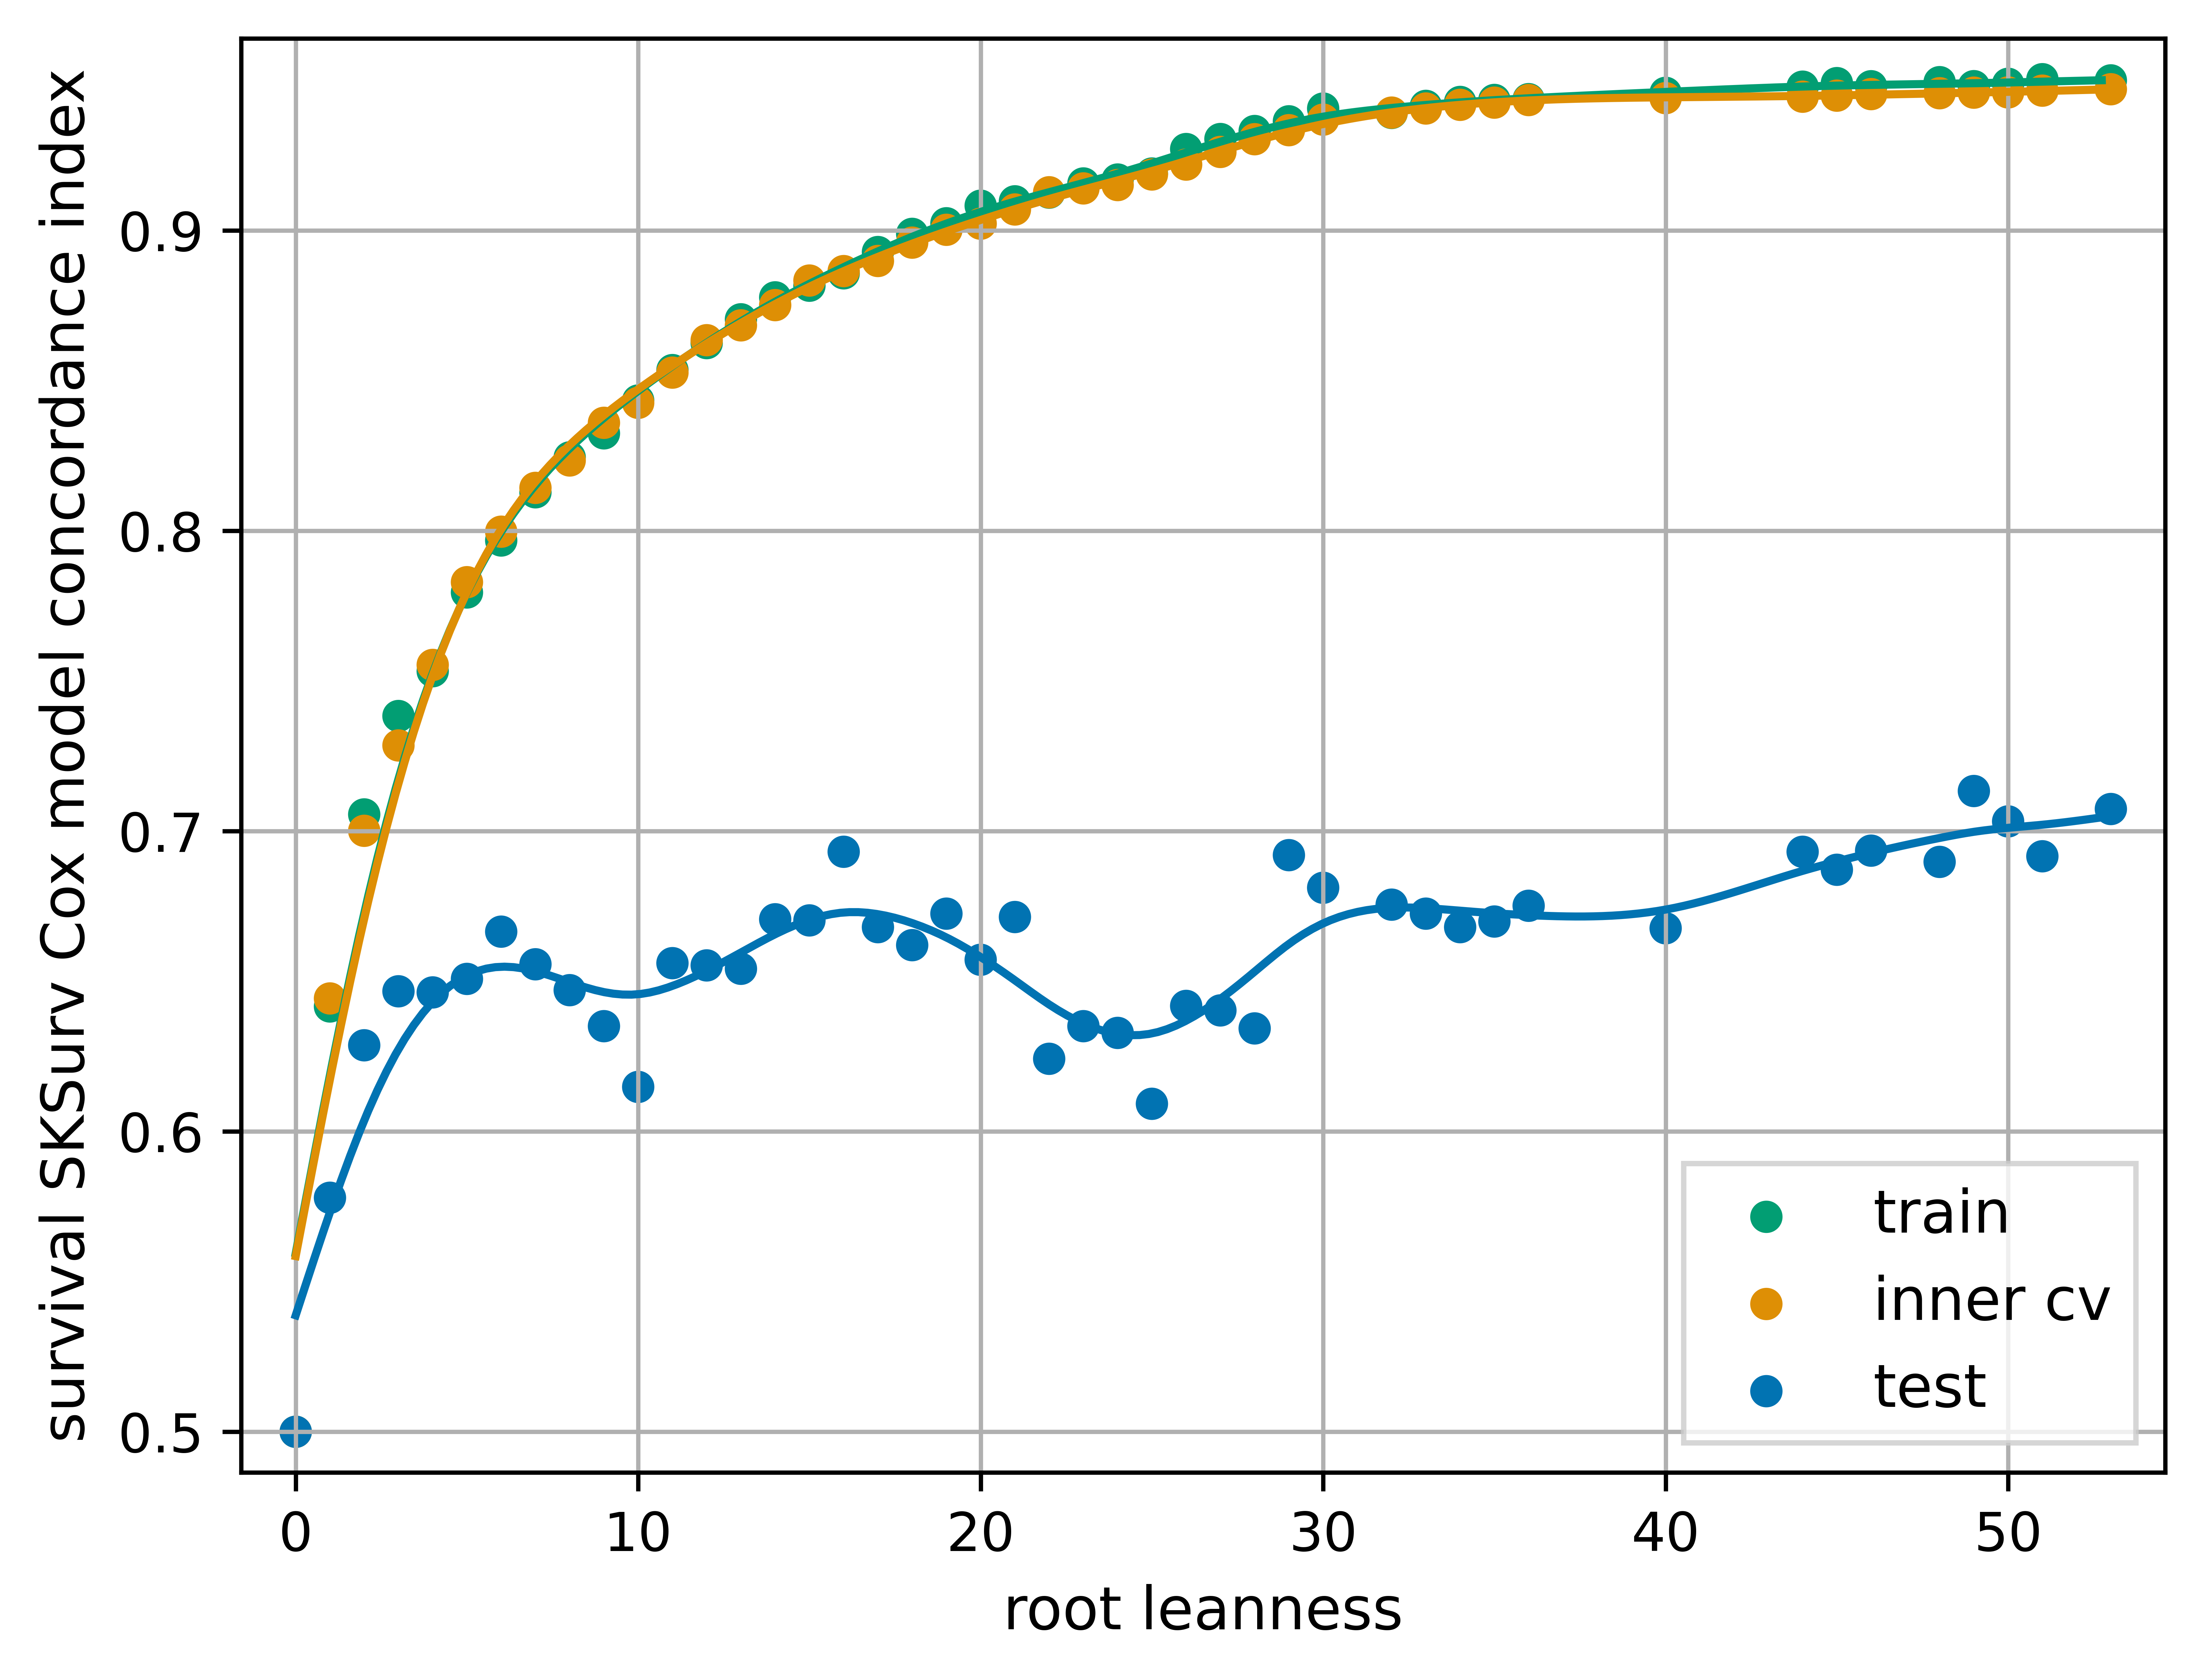 survival SKSurv Cox model concordance index
0.9
0.8
0.7
0.6
0.5
0
10
20
30
40
50
root leanness
train
inner cv
test